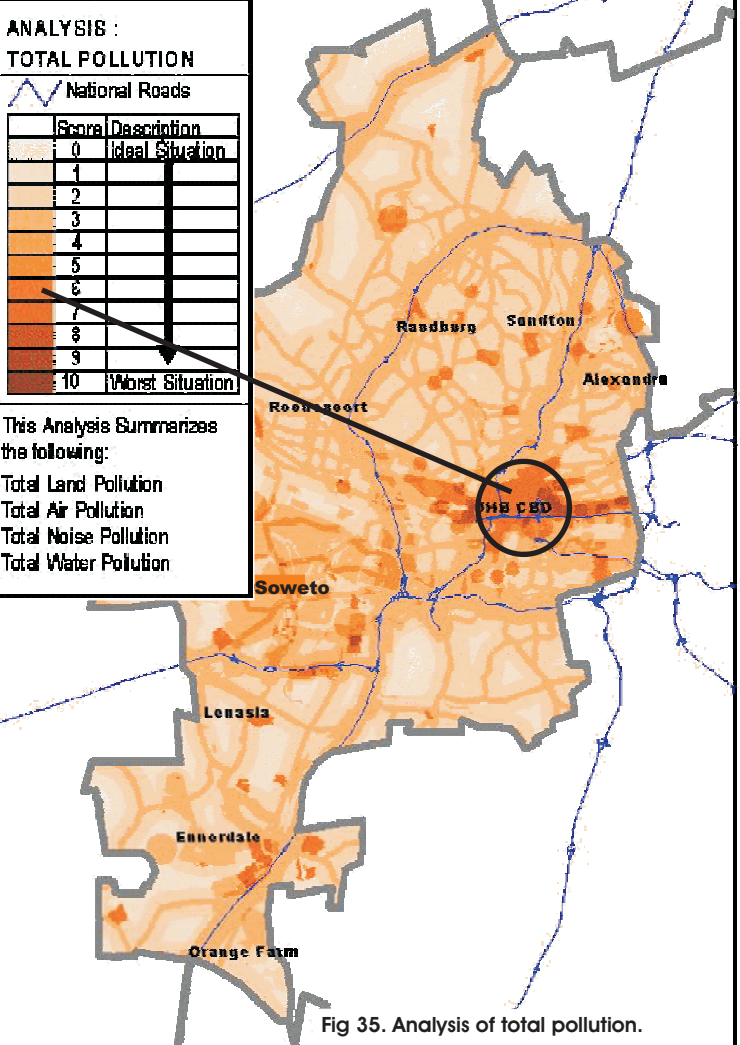 ANALYSIS :
TOTAL POLLUTION
National Roads
Score Description
0 Ideal Situation
1
2
3
4
5
6
7
8
9
10 Worst Situation
This Analysis Summarizes
the following:
Total Land Pollution
Total Air Pollution
Total Noise Pollution
Total Water Pollution
Randburg
Sandton
Alexandra
Roodepoort
JHB CBD
Soweto
Lenasia
Ennerdale
Orange Farm
Fig 35. Analysis of total pollution.